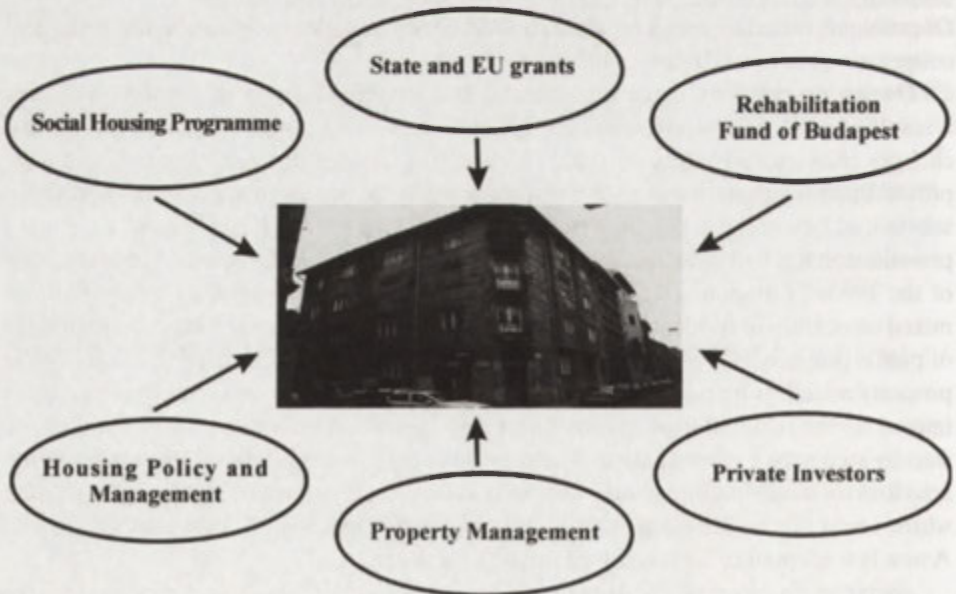 State and EU grants
Social Housing Programme
Rehabilitation
Fund of Budapest
Housing Policy and
Management
Property Management
Private Investors